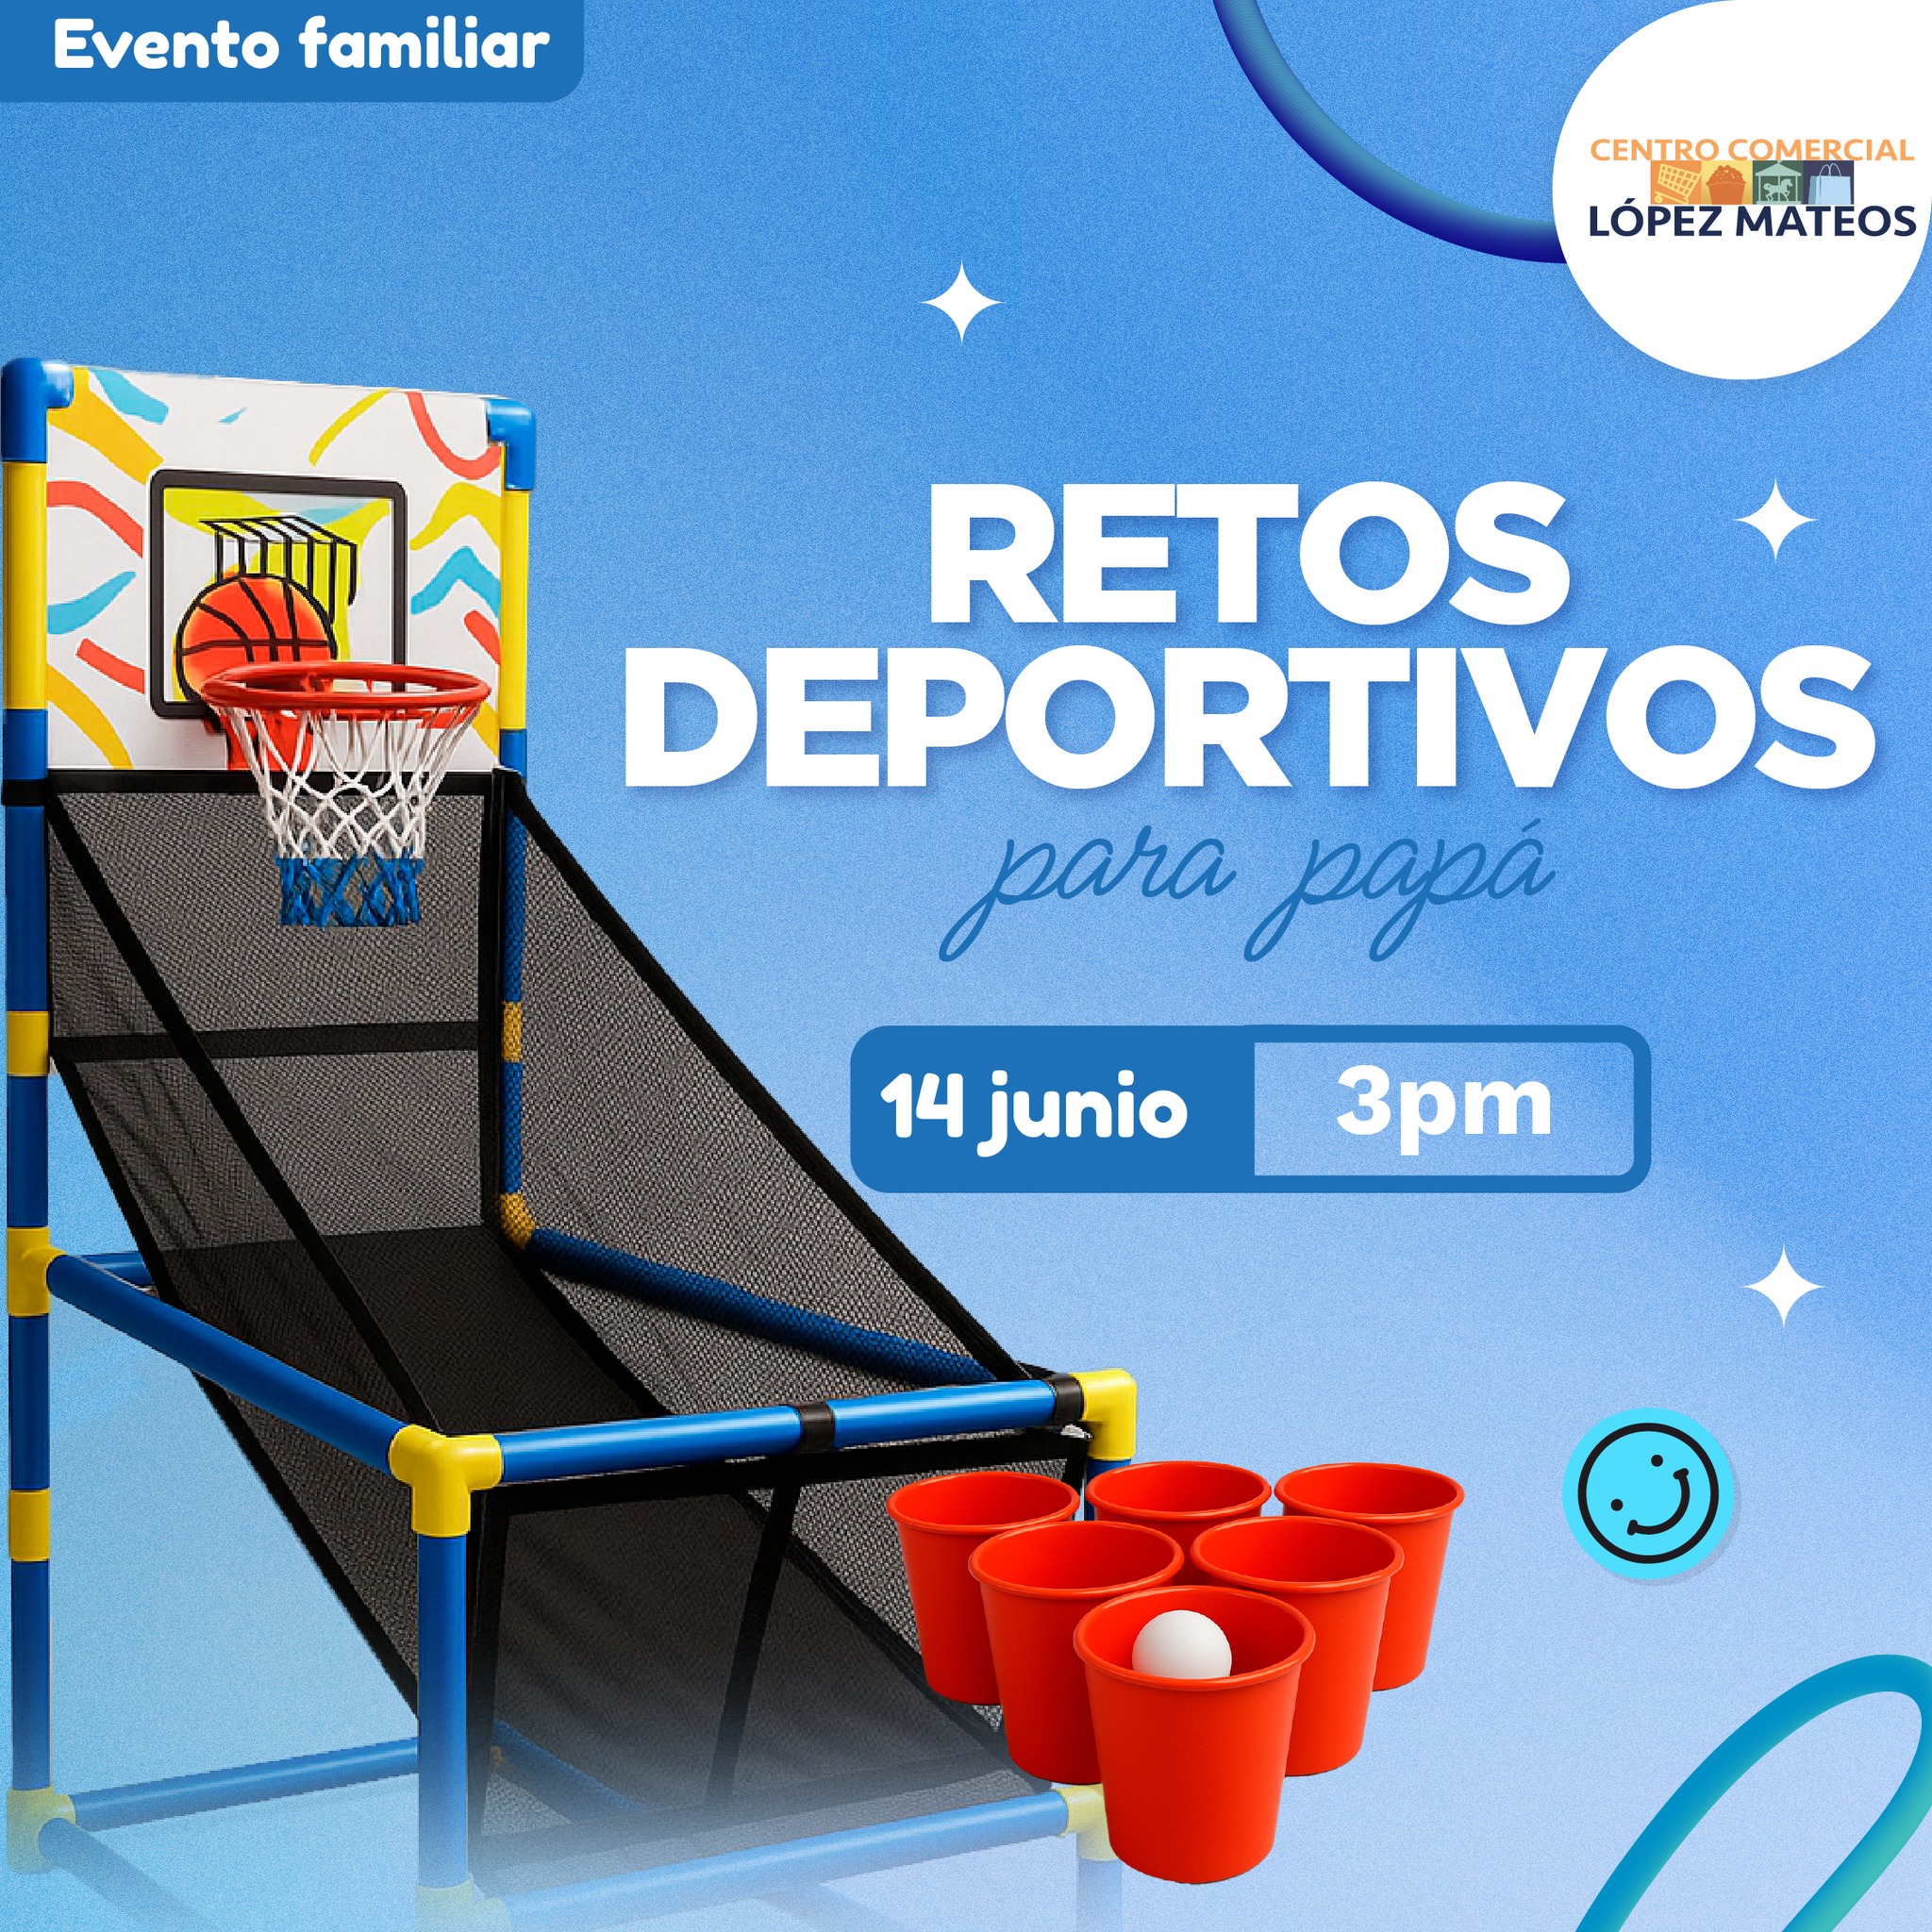 Evento familiar
CENTRO COMERCIAL
LÓPEZ MATEOS
RETOS
DEPORTIVOS
para papá
14 junio
3pm